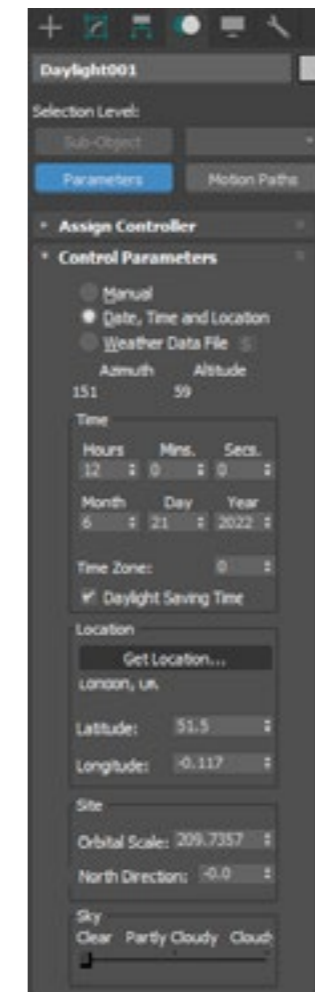 Daylight001
Selection Level:
Sub-Object
Parameters Motion Paths
Assign Controller
Control Parameters
Manual
Date, Time and Location
Weather Data File S
Azimuth Altitude
151 59
Time
Hours Mins. Secs.
12 0 0
Month Day Year
6 21 2022
Time Zone: 0
Daylight Saving Time
Location
Get Location...
London, UK.
Latitude: 51.5
Longitude: -0.117
Site
Orbital Scale: 209.7357
North Direction: -0.0
Sky
Clear Partly Cloudy Cloudy